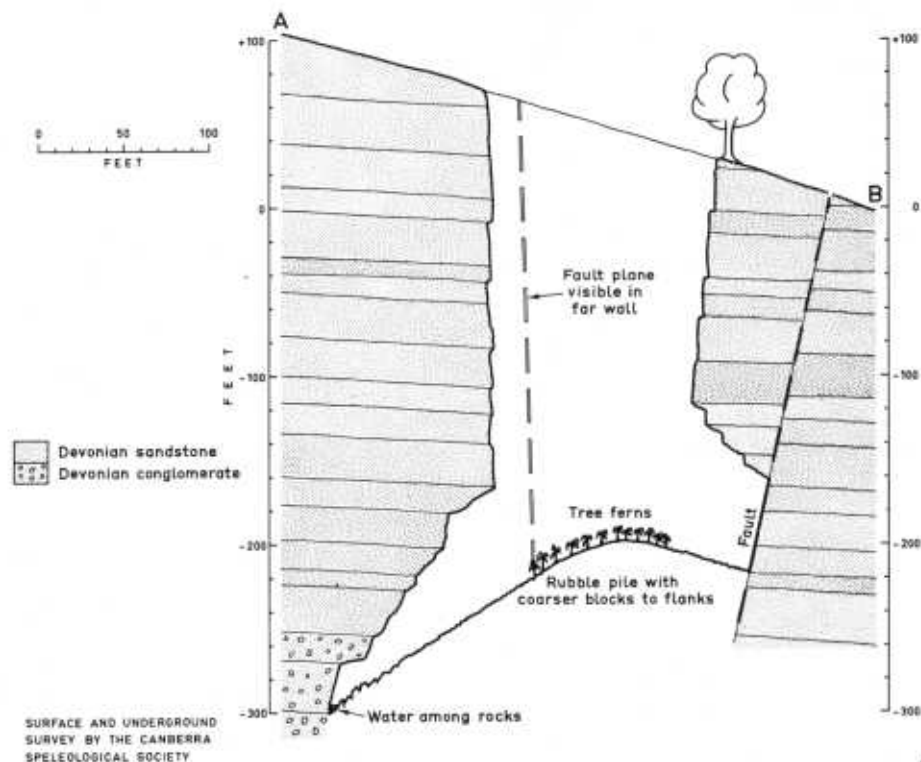 A
+100
+100
0
50
100
FEET
B
0
0
Fault plane
visible in
far wall
FEET
-100
-100
Devonian sandstone
Devonian conglomerate
Tree ferns
Fault
-200
-200
Rubble pile with
coarser blocks to flanks
-300
Water among rocks
-300
SURFACE AND UNDERGROUND
SURVEY BY THE CANBERRA
SPELEOLOGICAL SOCIETY